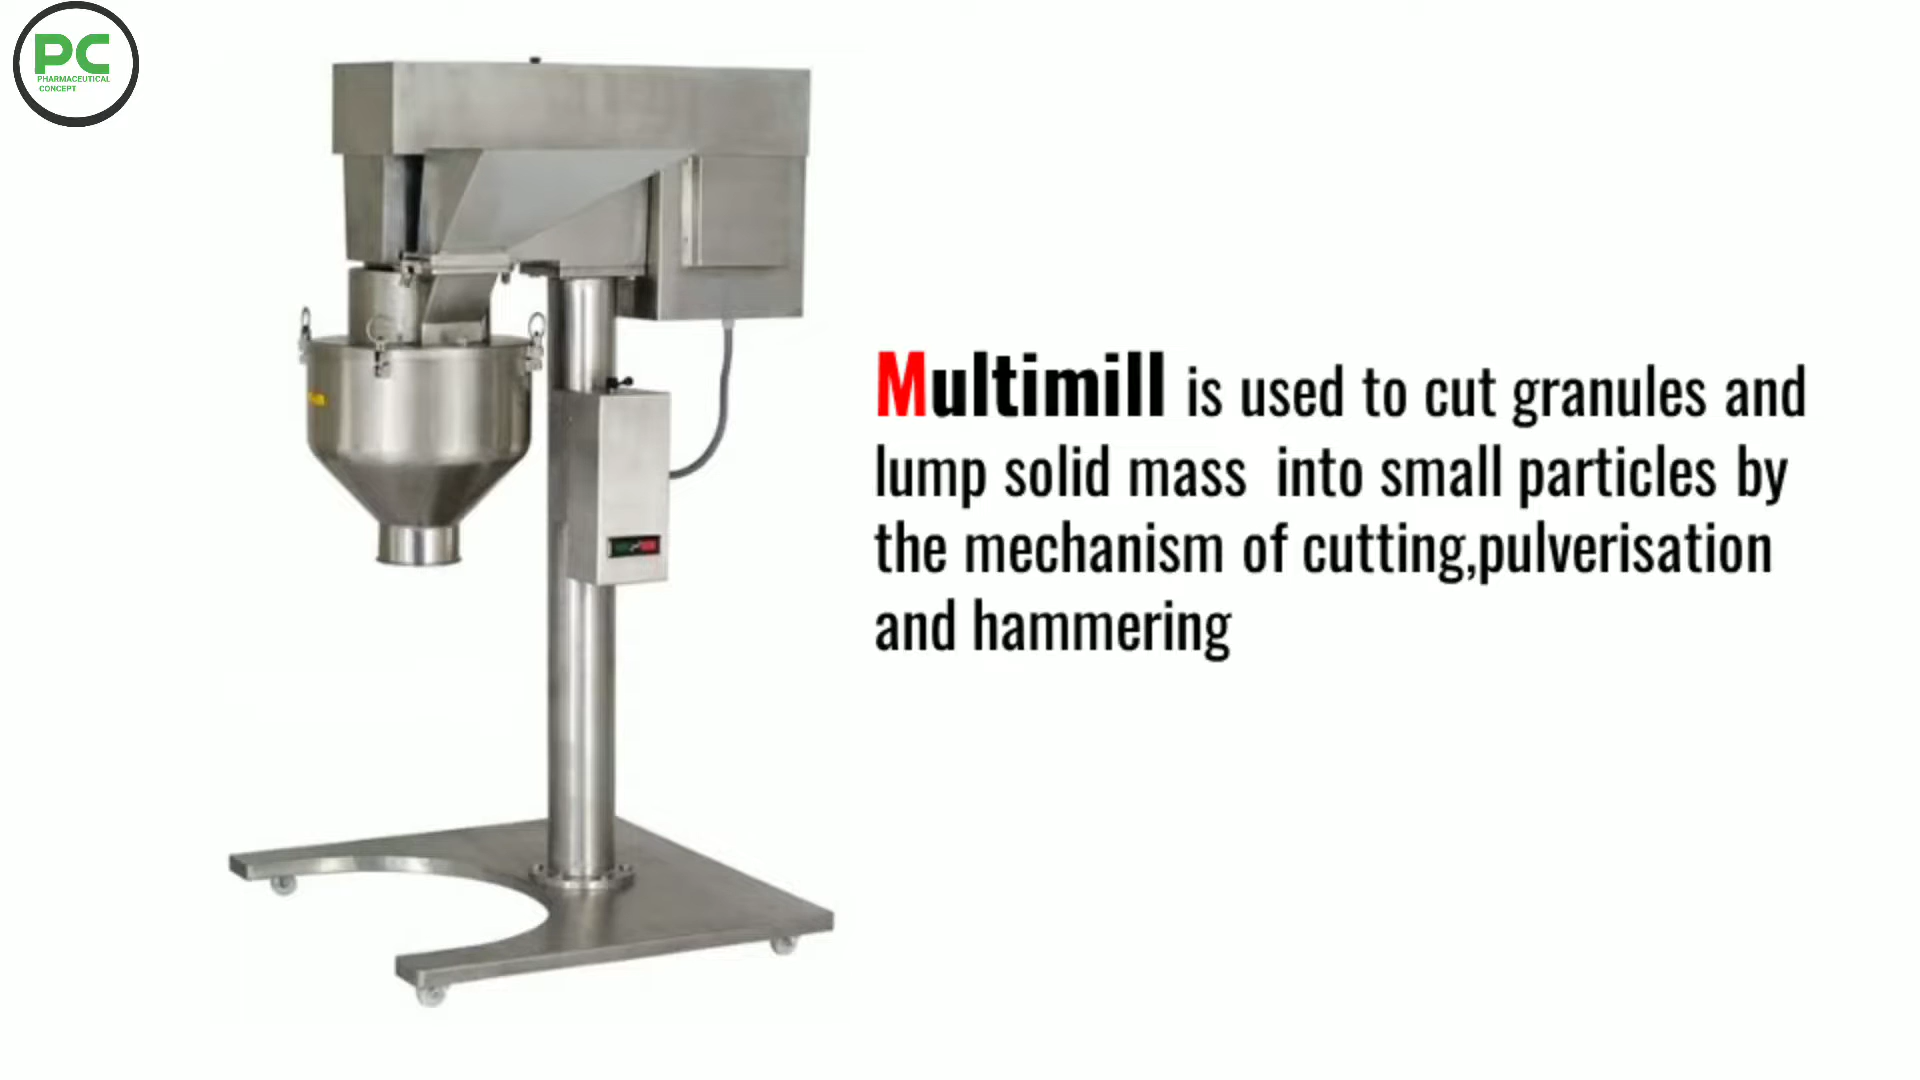 PC
PHARMACEUTICAL
CONCEPT
Multimill is used to cut granules and
lump solid mass into small particles by
the mechanism of cutting,pulverisation
and hammering